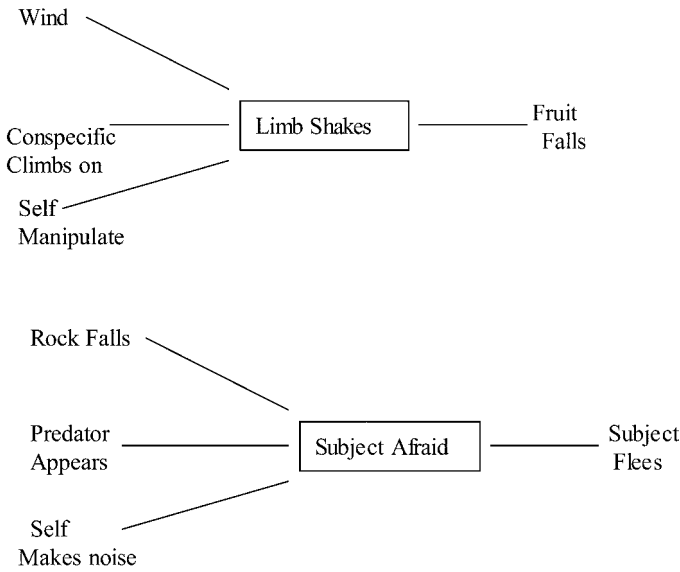 Wind
Limb Shakes
Fruit
Falls
Conspecific
Climbs on
Self
Manipulate
Rock Falls
Predator
Appears
Subject Afraid
Subject
Flees
Self
Makes noise